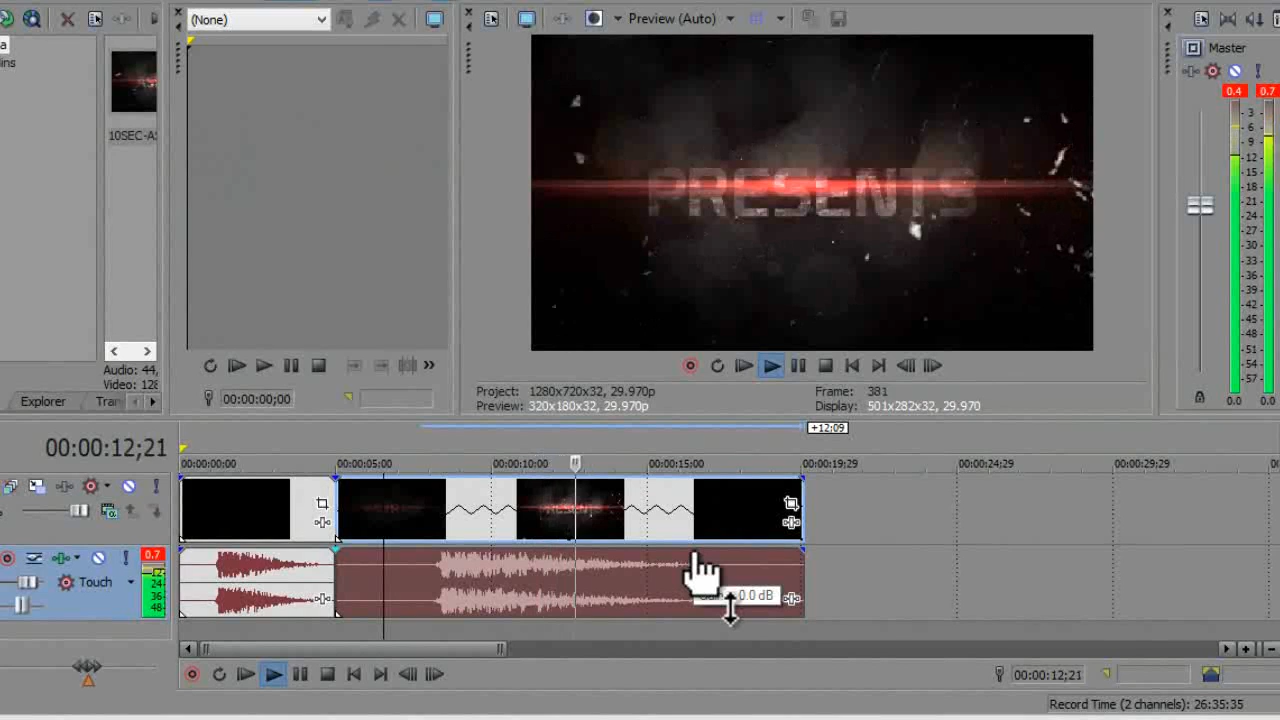 (None)
Preview (Auto)
Master
0.4 0.7
3
6
9
12
15
18
21
24
27
30
33
36
39
42
45
48
51
54
57
0.0 0.0
PRESENTS
a
ins
10SEC-A
Audio: 44,
Video: 128
Explorer
Tran
00:00:00;00
Project: 1280x720x32, 29.970p
Preview: 320x180x32, 29.970p
Frame: 381
Display: 501x282x32, 29.970
+12;09
00:00:12;21
00:00:00;00 00:00:05;00 00:00:10;00 00:00:15;00 00:00:19;29 00:00:24;29 00:00:29;29
PRESENTS
0.7
12
24
36
48
Touch
0.0 dB
00:00:12;21
Record Time (2 channels): 26:35:35